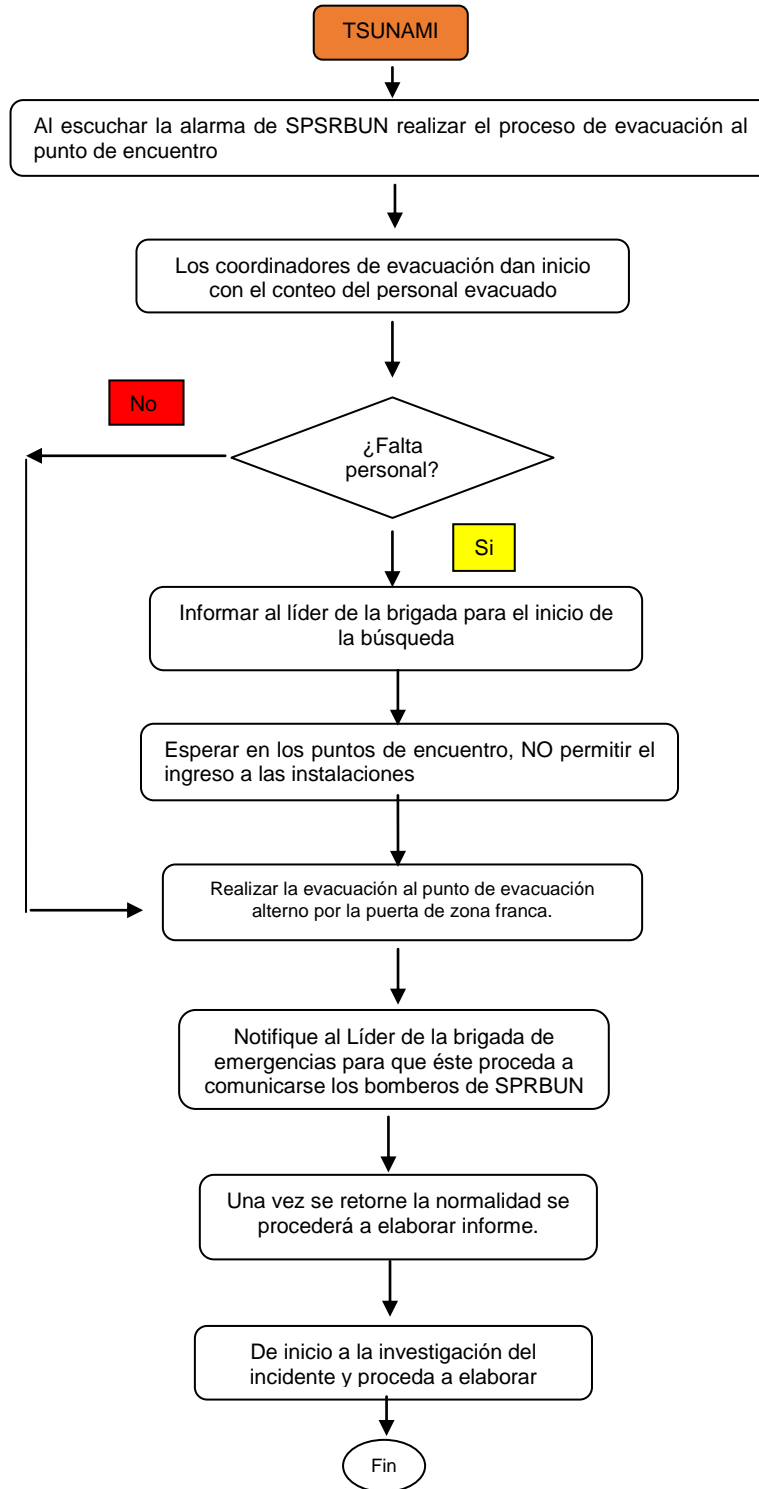 TSUNAMI
Al escuchar la alarma de SPSRBUN realizar el proceso de evacuación al
punto de encuentro
Los coordinadores de evacuación dan inicio
con el conteo del personal evacuado
No
¿Falta
personal?
Si
Informar al líder de la brigada para el inicio de
la búsqueda
Esperar en los puntos de encuentro, NO permitir el
ingreso a las instalaciones
Realizar la evacuación al punto de evacuación
alterno por la puerta de zona franca.
Notifique al Líder de la brigada de
emergencias para que éste proceda a
comunicarse los bomberos de SPRBUN
Una vez se retorne la normalidad se
procederá a elaborar informe.
De inicio a la investigación del
incidente y proceda a elaborar
Fin